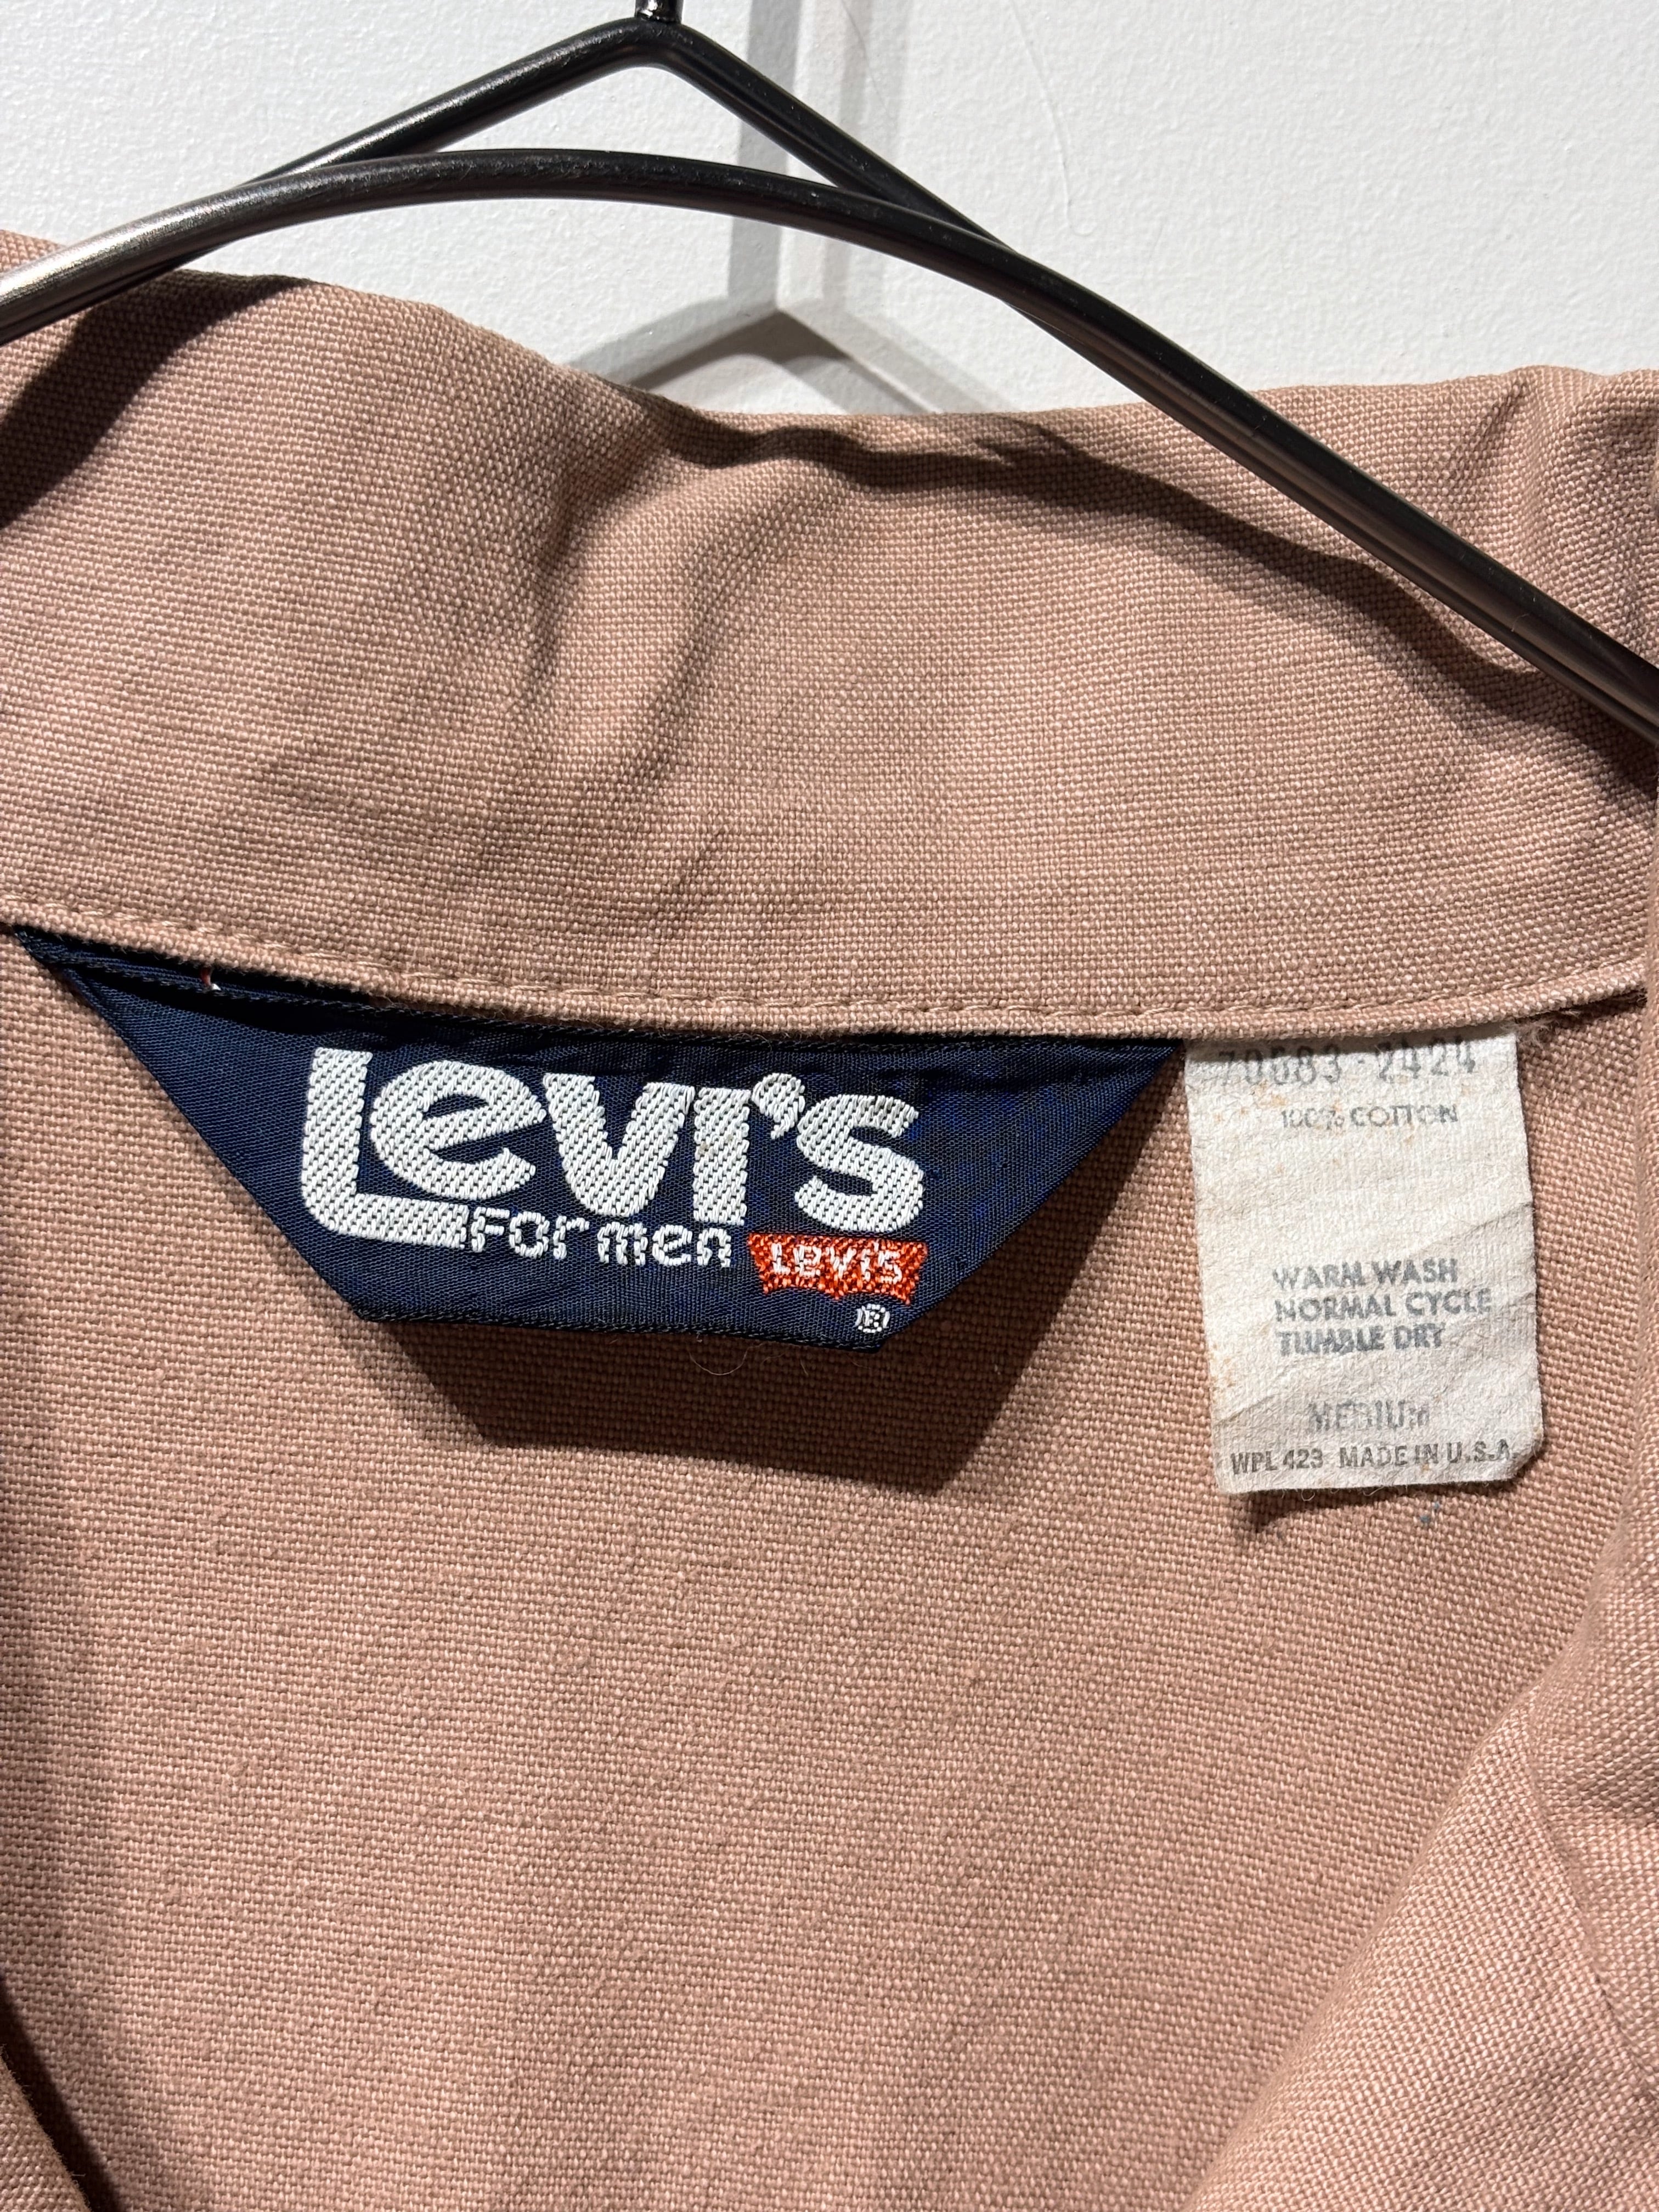 Levi's
For men
LEVI'S
®
70683-2424
100% COTTON
WARM WASH
NORMAL CYCLE
TUMBLE DRY
MEDIUM
WPL 423 MADE IN U.S.A.